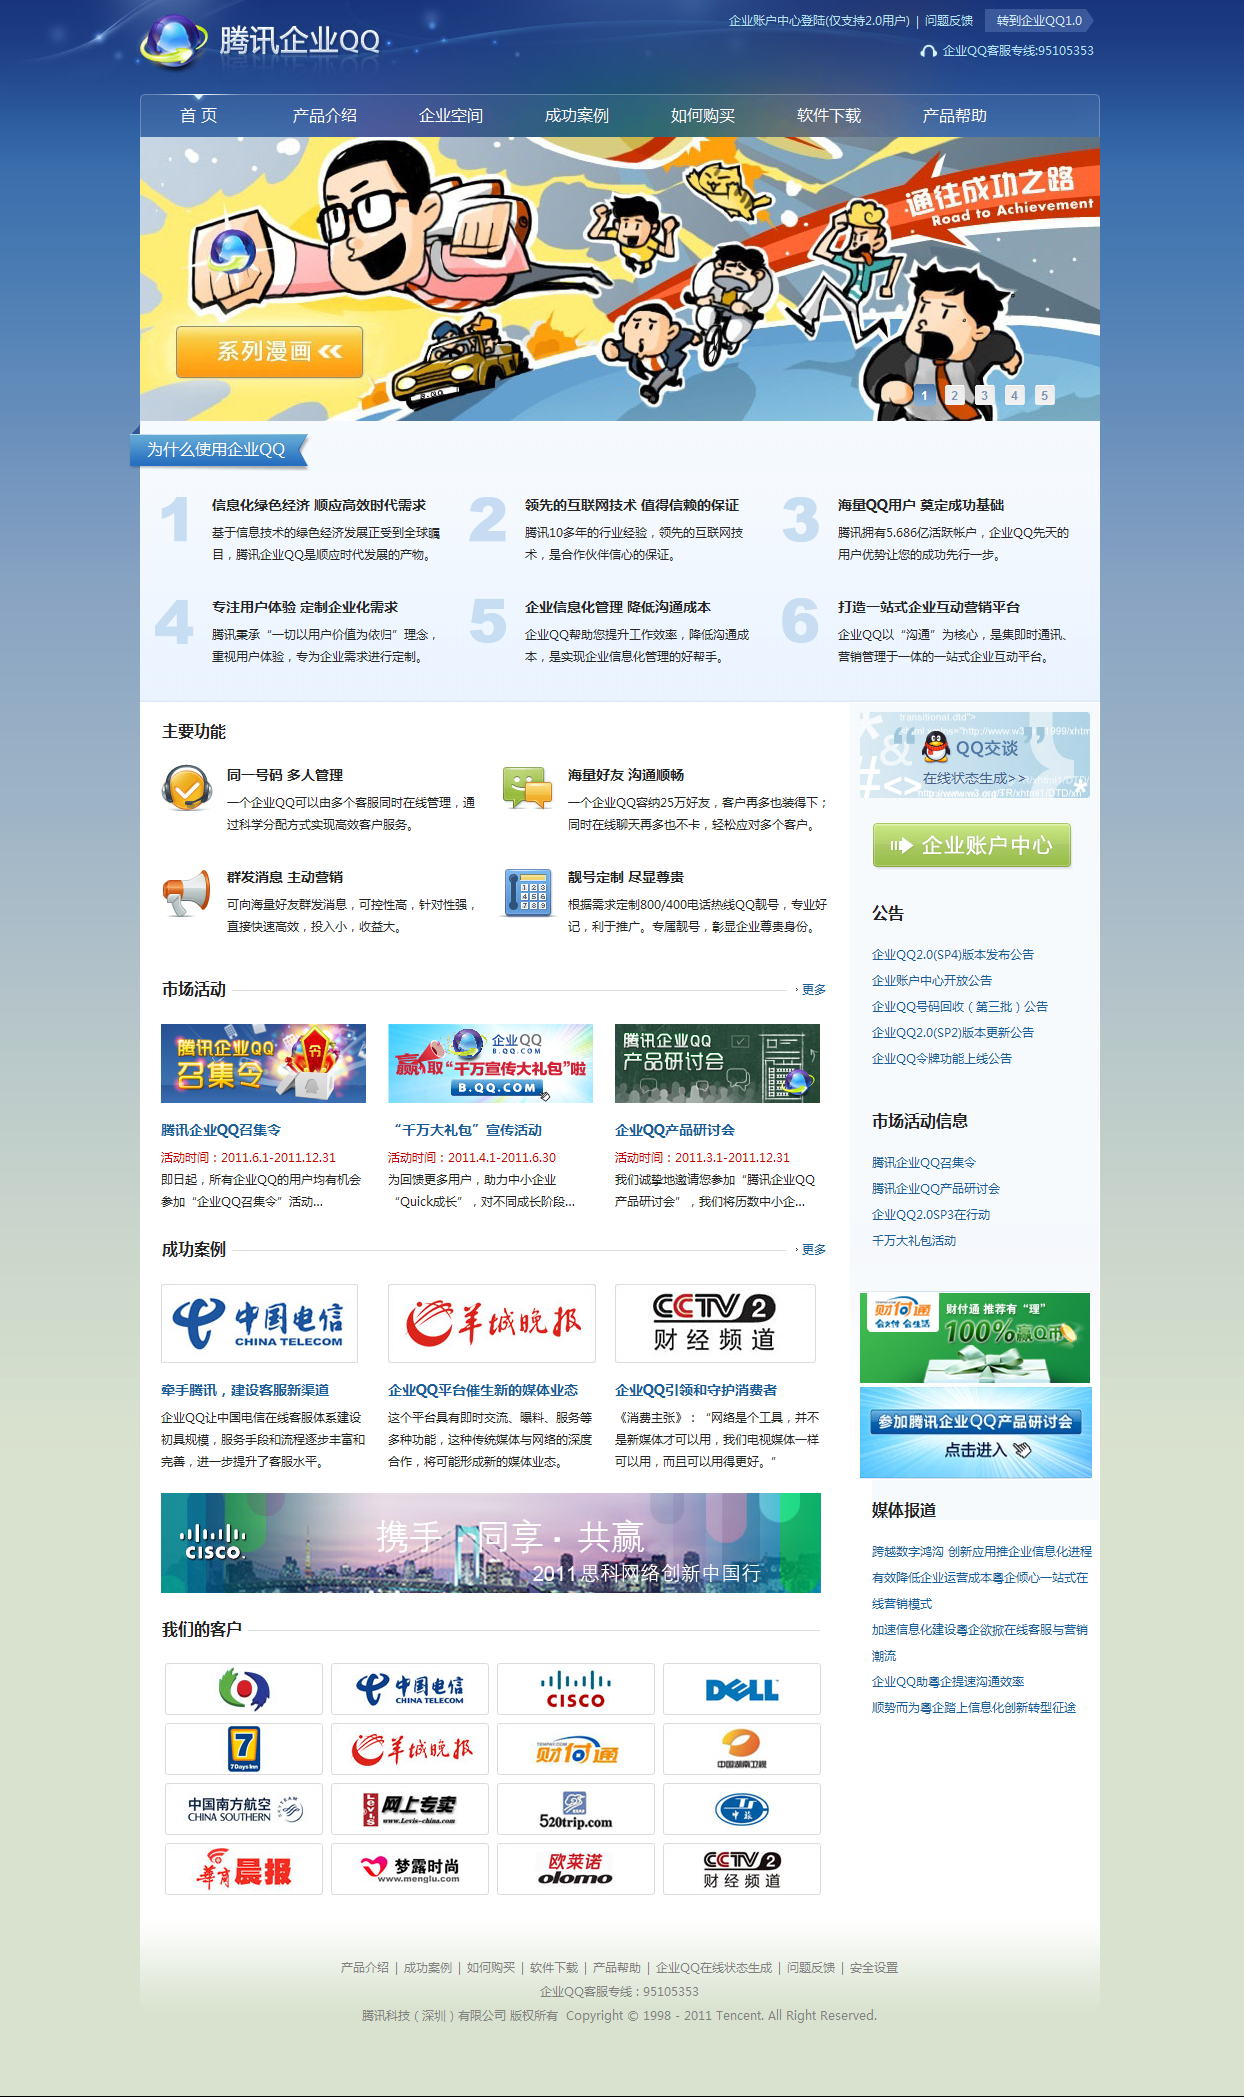 腾讯企业QQ
企业账户中心登陆(仅支持2.0用户) | 问题反馈 转到企业QQ1.0
企业QQ客服专线:95105353
首 页 产品介绍 企业空间 成功案例 如何购买 软件下载 产品帮助
通往成功之路
Road to Achievement
系列漫画
B.QQ
1 2 3 4 5
为什么使用企业QQ
1 信息化绿色经济 顺应高效时代需求
基于信息技术的绿色经济发展正受到全球瞩
目，腾讯企业QQ是顺应时代发展的产物。
2 领先的互联网技术 值得信赖的保证
腾讯10多年的行业经验，领先的互联网技
术，是合作伙伴信心的保证。
3 海量QQ用户 奠定成功基础
腾讯拥有5.686亿活跃帐户，企业QQ先天的
用户优势让您的成功先行一步。
4 专注用户体验 定制企业化需求
腾讯秉承“一切以用户价值为依归”理念，
重视用户体验，专为企业需求进行定制。
5 企业信息化管理 降低沟通成本
企业QQ帮助您提升工作效率，降低沟通成
本，是实现企业信息化管理的好帮手。
6 打造一站式企业互动营销平台
企业QQ以“沟通”为核心，是集即时通讯、
营销管理于一体的一站式企业互动平台。
主要功能
同一号码 多人管理
一个企业QQ可以由多个客服同时在线管理，通
过科学分配方式实现高效客户服务。
海量好友 沟通顺畅
一个企业QQ容纳25万好友，客户再多也装得下；
同时在线聊天再多也不卡，轻松应对多个客户。
群发消息 主动营销
可向海量好友群发消息，可控性高，针对性强，
直接快速高效，投入小，收益大。
靓号定制 尽显尊贵
根据需求定制800/400电话热线QQ靓号，专业好
记，利于推广。专属靓号，彰显企业尊贵身份。
市场活动
更多
腾讯企业QQ
召集令
企业QQ
B.QQ.COM
赢取“千万宣传大礼包”啦
B.QQ.COM
腾讯企业QQ
产品研讨会
腾讯企业QQ召集令
活动时间：2011.6.1-2011.12.31
即日起，所有企业QQ的用户均有机会
参加“企业QQ召集令”活动...
“千万大礼包”宣传活动
活动时间：2011.4.1-2011.6.30
为回馈更多用户，助力中小企业
“Quick成长”，对不同成长阶段...
企业QQ产品研讨会
活动时间：2011.3.1-2011.12.31
我们诚挚地邀请您参加“腾讯企业QQ
产品研讨会”，我们将历数中小企...
成功案例
更多
中国电信
CHINA TELECOM
羊城晚报
CCTV 2
财经频道
牵手腾讯，建设客服新渠道
企业QQ让中国电信在线客服体系建设
初具规模，服务手段和流程逐步丰富和
完善，进一步提升了客服水平。
企业QQ平台催生新的媒体业态
这个平台具有即时交流、曝料、服务等
多种功能，这种传统媒体与网络的深度
合作，将可能形成新的媒体业态。
企业QQ引领和守护消费者
《消费主张》：“网络是个工具，并不
是新媒体才可以用，我们电视媒体一样
可以用，而且可以用得更好。”
CISCO
携手 · 同享 · 共赢
2011 思科网络创新中国行
我们的客户
中国电信
CHINA TELECOM
CISCO
DELL
7
7DaysInn
羊城晚报
财付通
中国湖南卫视
中国南方航空
CHINA SOUTHERN
LEVIS
网上专卖
www.Levis-china.com
520trip.com
中旅
华商晨报
梦露时尚
www.menglu.com
欧莱诺
olomo
CCTV 2
财经频道
transitional.dtd">
QQ交谈
在线状态生成>>
企业账户中心
公告
企业QQ2.0(SP4)版本发布公告
企业账户中心开放公告
企业QQ号码回收（第三批）公告
企业QQ2.0(SP2)版本更新公告
企业QQ令牌功能上线公告
市场活动信息
腾讯企业QQ召集令
腾讯企业QQ产品研讨会
企业QQ2.0SP3在行动
千万大礼包活动
财付通
会支付 会生活
财付通 推荐有“理”
100%赢Q币
参加腾讯企业QQ产品研讨会
点击进入
媒体报道
跨越数字鸿沟 创新应用推企业信息化进程
有效降低企业运营成本粤企倾心一站式在
线营销模式
加速信息化建设粤企欲掀在线客服与营销
潮流
企业QQ助粤企提速沟通效率
顺势而为粤企踏上信息化创新转型征途
产品介绍 | 成功案例 | 如何购买 | 软件下载 | 产品帮助 | 企业QQ在线状态生成 | 问题反馈 | 安全设置
企业QQ客服专线：95105353
腾讯科技（深圳）有限公司 版权所有 Copyright © 1998 - 2011 Tencent. All Right Reserved.